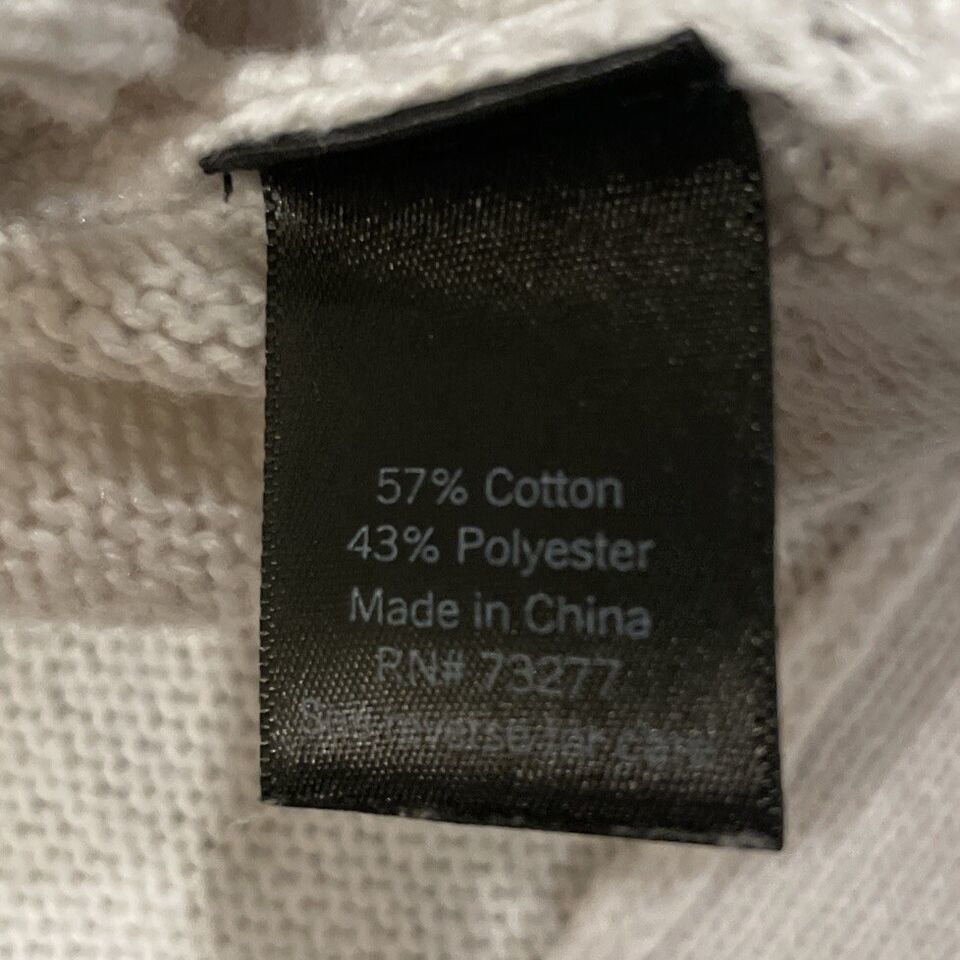 57% Cotton
43% Polyester
Made in China
RN# 73277
See reverse for care